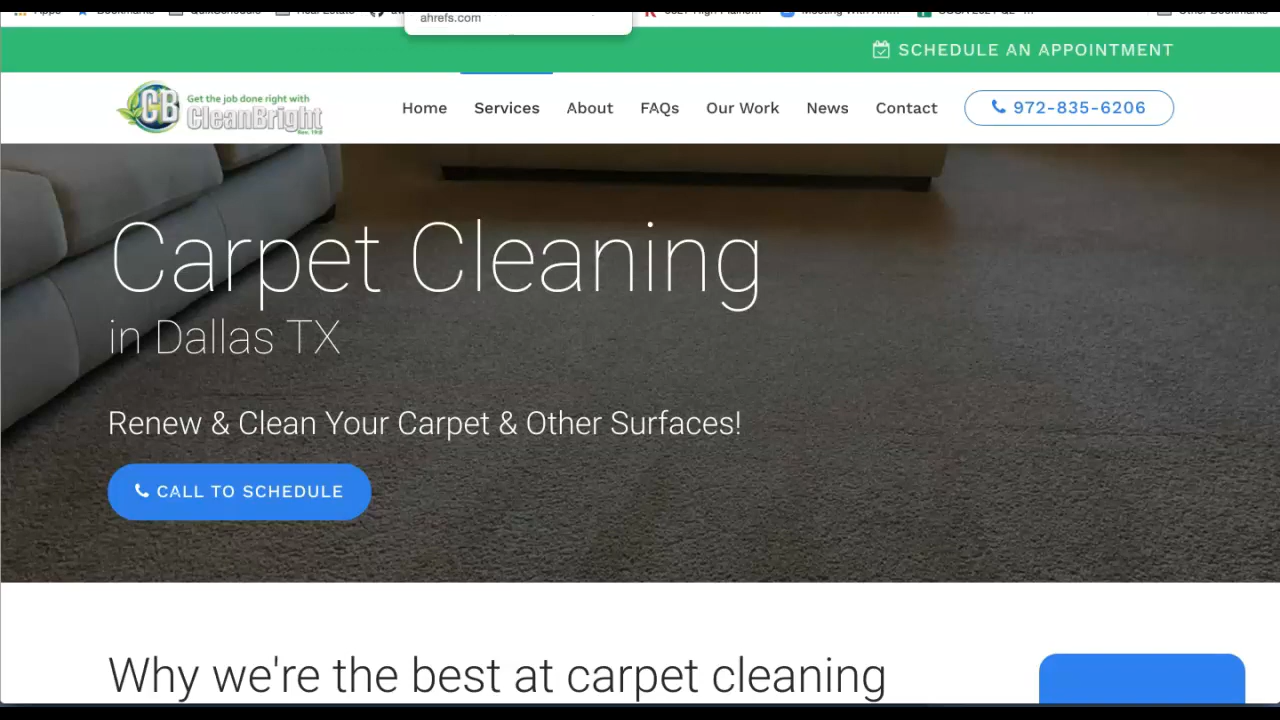 ahrefs.com
SCHEDULE AN APPOINTMENT
CB
Get the job done right with
CleanBright
Home Services About FAQs Our Work News Contact 972-835-6206
Carpet Cleaning
in Dallas TX
Renew & Clean Your Carpet & Other Surfaces!
CALL TO SCHEDULE
Why we're the best at carpet cleaning